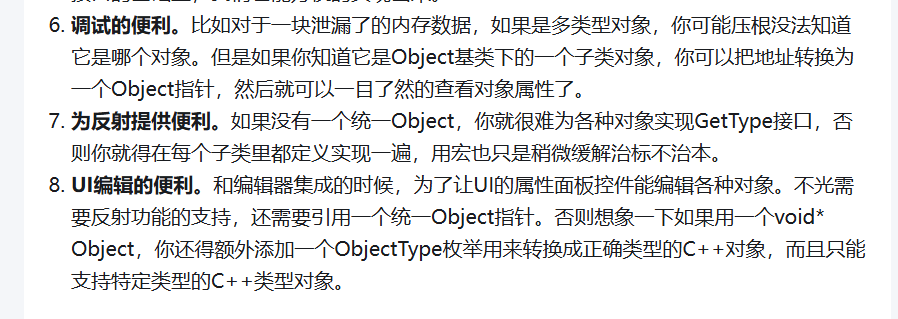 6. 调试的便利。比如对于一块泄漏了的内存数据，如果是多类型对象，你可能压根没法知道
它是哪个对象。但是如果你知道它是Object基类下的一个子类对象，你可以把地址转换为
一个Object指针，然后就可以一目了然的查看对象属性了。
7. 为反射提供便利。如果没有一个统一Object，你就很难为各种对象实现GetType接口，否
则你就得在每个子类里都定义实现一遍，用宏也只是稍微缓解治标不治本。
8. UI编辑的便利。和编辑器集成的时候，为了让UI的属性面板控件能编辑各种对象。不光需
要反射功能的支持，还需要引用一个统一Object指针。否则想象一下如果用一个void*
Object，你还得额外添加一个ObjectType枚举用来转换成正确类型的C++对象，而且只能
支持特定类型的C++类型对象。